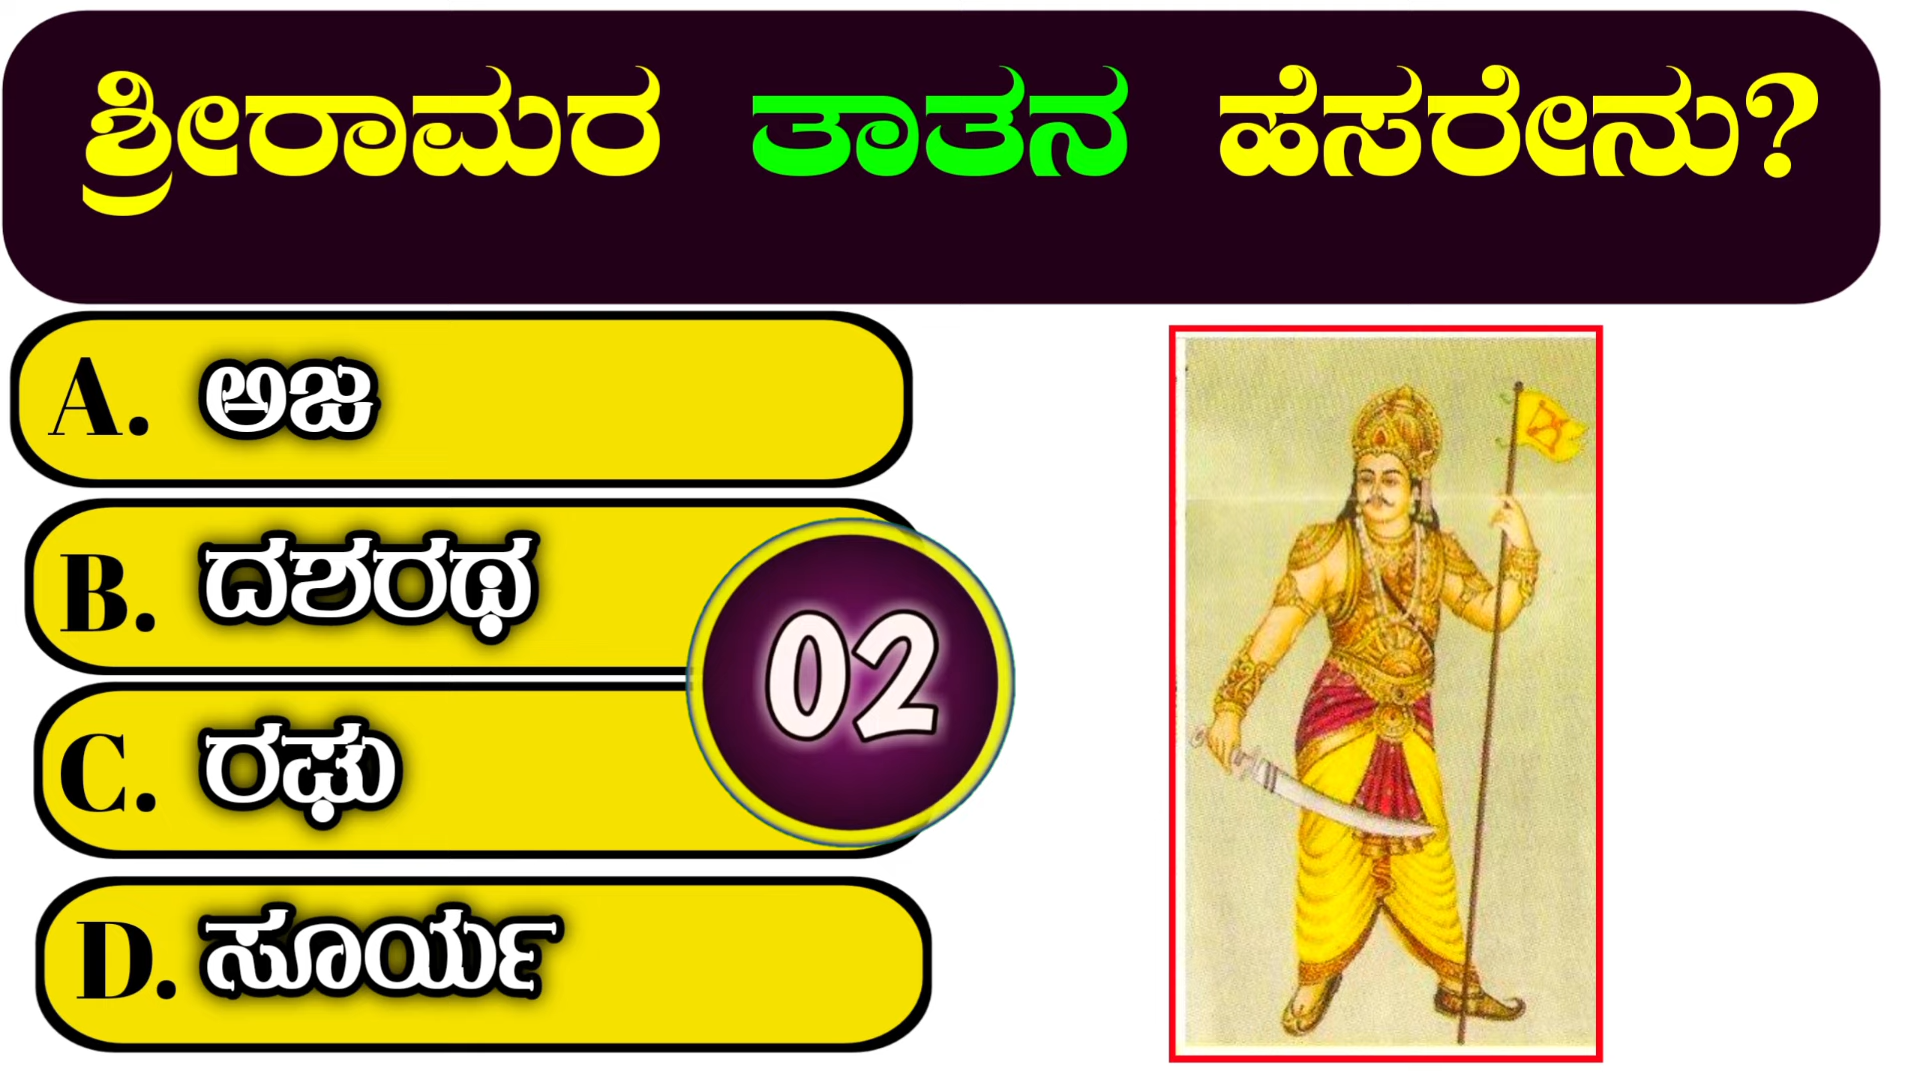 ಶ್ರೀರಾಮರ ತಾತನ ಹೆಸರೇನು?
A. ಅಜ
B. ದಶರಥ
02
C. ರಘು
D. ಸೂರ್ಯ